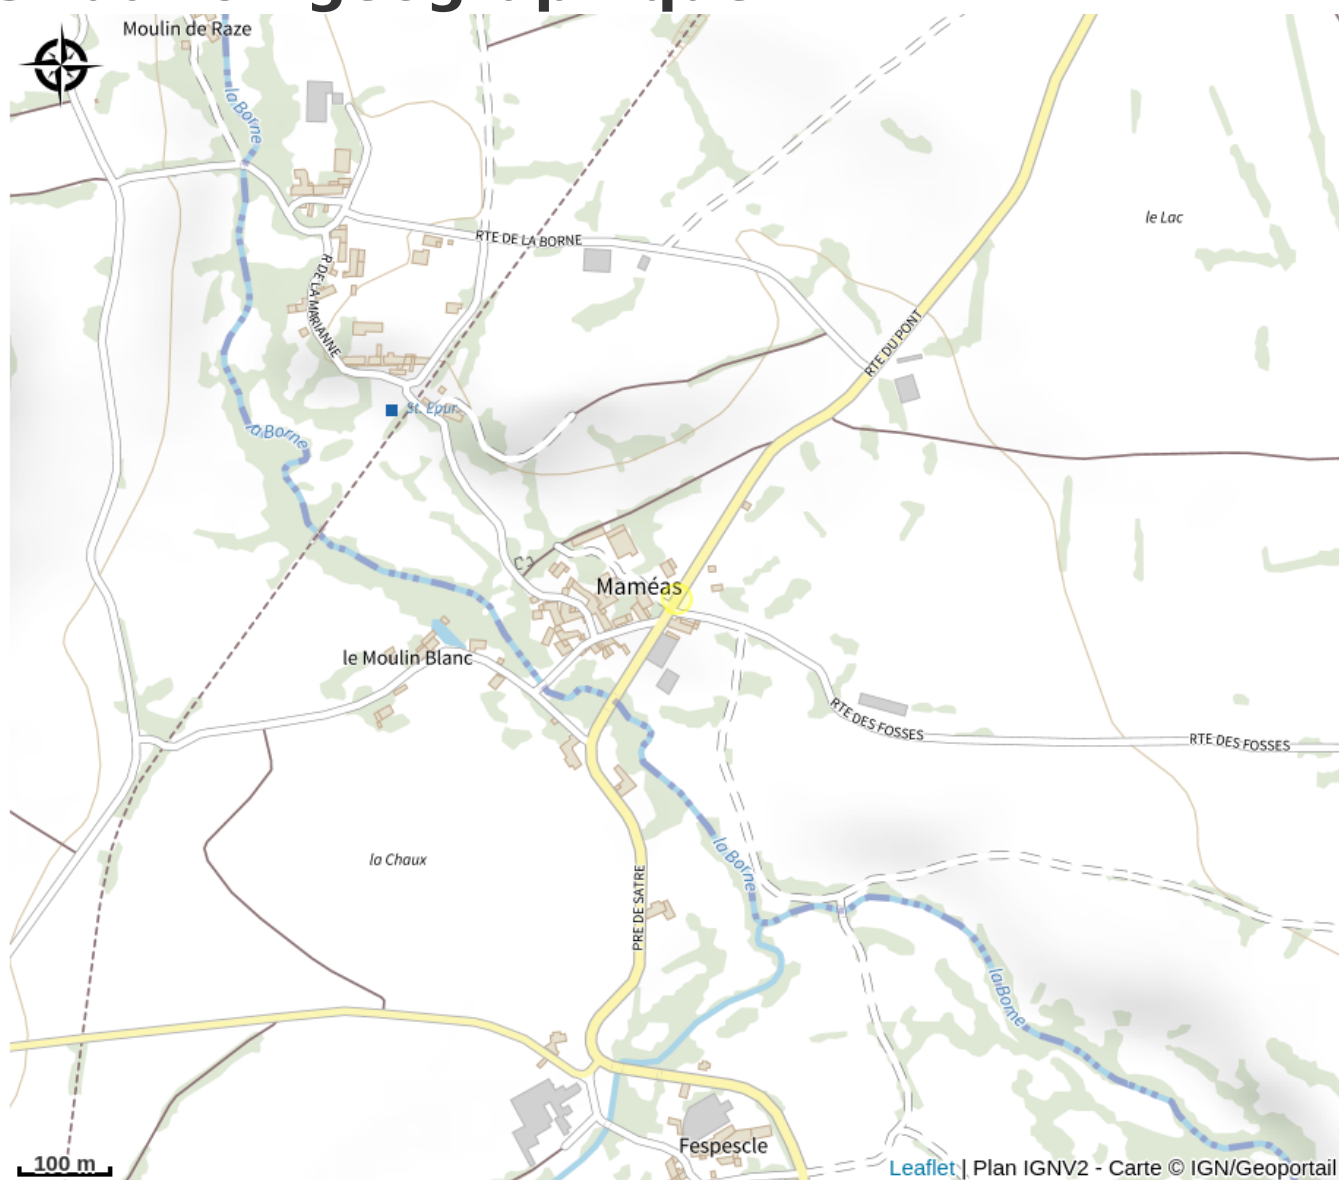 Moulin de Raze
la Borne
le Lac
RTE DE LA BORNE
R DE LA MARIANNE
RTE DU PONT
St. Epur.
la Borne
Maméas
le Moulin Blanc
RTE DES FOSSES
RTE DES FOSSES
la Borne
la Chaux
PRE DE SATRE
la Borne
Fespescle
100 m
Leaflet | Plan IGNV2 - Carte © IGN/Geoportail